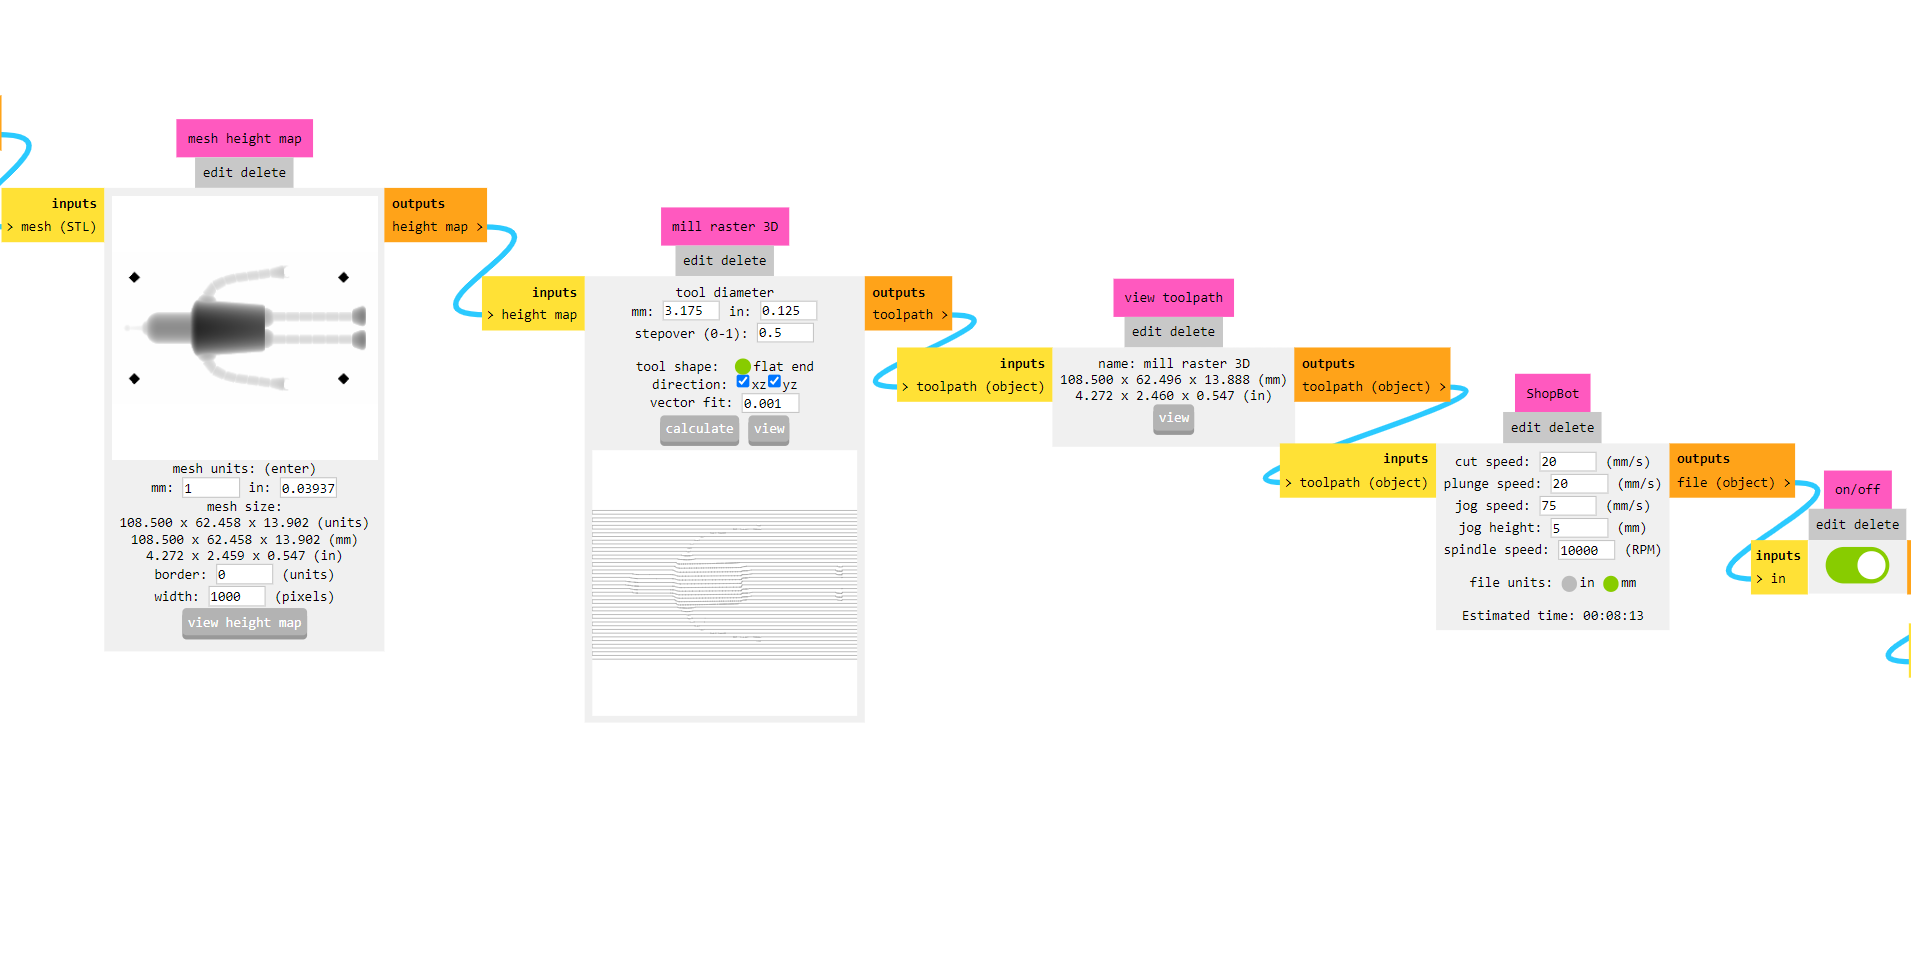 mesh height map
edit delete
inputs
> mesh (STL)
outputs
height map >
mesh units: (enter)
mm: 1 in: 0.03937
mesh size:
108.500 x 62.458 x 13.902 (units)
108.500 x 62.458 x 13.902 (mm)
4.272 x 2.459 x 0.547 (in)
border: 0 (units)
width: 1000 (pixels)
view height map
mill raster 3D
edit delete
inputs
> height map
outputs
toolpath >
tool diameter
mm: 3.175 in: 0.125
stepover (0-1): 0.5
tool shape: flat end
direction: xz yz
vector fit: 0.001
calculate view
view toolpath
edit delete
inputs
> toolpath (object)
outputs
toolpath (object) >
name: mill raster 3D
108.500 x 62.496 x 13.888 (mm)
4.272 x 2.460 x 0.547 (in)
view
ShopBot
edit delete
inputs
> toolpath (object)
outputs
file (object) >
cut speed: 20 (mm/s)
plunge speed: 20 (mm/s)
jog speed: 75 (mm/s)
jog height: 5 (mm)
spindle speed: 10000 (RPM)
file units: in mm
Estimated time: 00:08:13
on/off
edit delete
inputs
> in